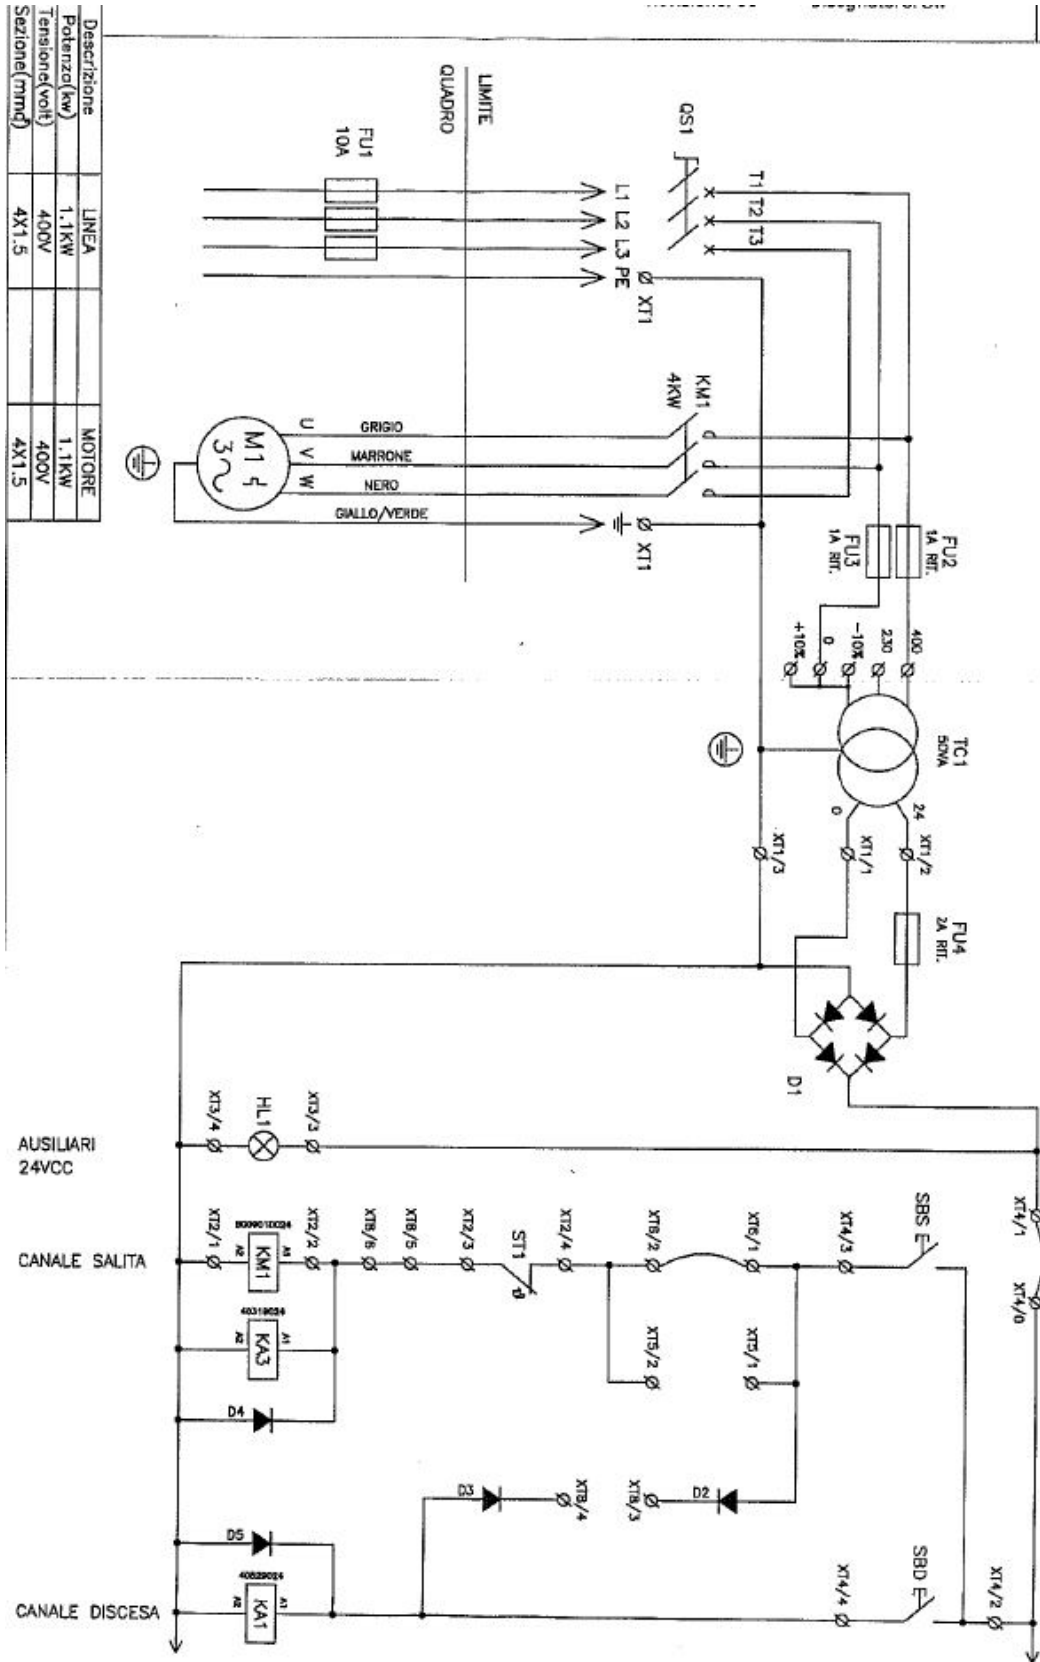 Descrizione LINEA MOTORE
Potenza(kw) 1.1KW 1.1KW
Tensione(volt) 400V 400V
Sezione(mmq) 4X1.5 4X1.5
LIMITE
QUADRO
FU1
10A
QS1
L1
L2
L3
PE
XT1
T1
T2
T3
KM1
4KW
M1
3
U
V
W
GRIGIO
MARRONE
NERO
GIALLO/VERDE
XT1
FU2
1A RIT.
FU3
1A RIT.
400
230
-10%
0
+10%
TC1
50VA
24
0
XT1/3
XT1/1
XT1/2
FU4
2A RIT.
D1
AUSILIARI
24VCC
XT3/4
HL1
XT3/3
XT4/1
XT4/0
CANALE SALITA
XT2/1
A2
KM1
XT2/2
XT8/6
XT8/5
XT2/3
ST1
XT2/4
XT6/2
XT6/1
XT4/3
SBS
A2
KA3
A1
XT5/2
XT5/1
D4
D3
XT8/4
XT8/3
D2
D5
CANALE DISCESA
A2
KA1
XT4/4
SBD
XT4/2